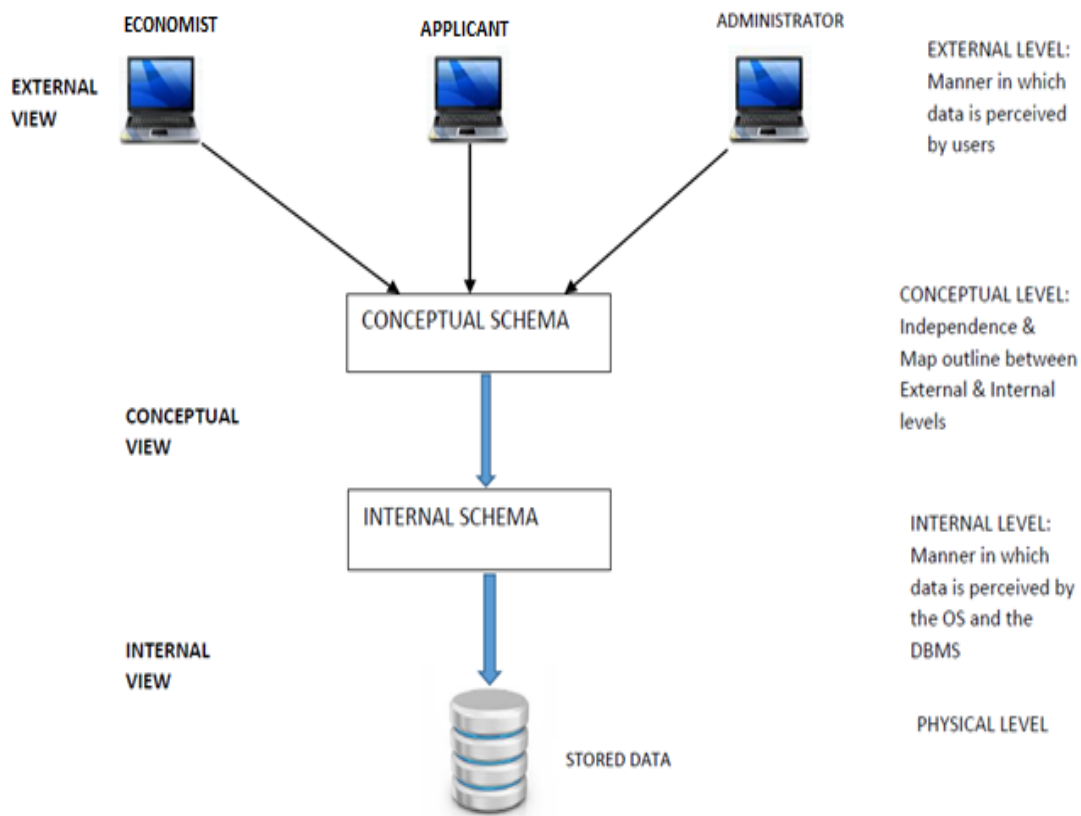 ECONOMIST
APPLICANT
ADMINISTRATOR
EXTERNAL
VIEW
EXTERNAL LEVEL:
Manner in which
data is perceived
by users
CONCEPTUAL SCHEMA
CONCEPTUAL LEVEL:
Independence &
Map outline between
External & Internal
levels
CONCEPTUAL
VIEW
INTERNAL SCHEMA
INTERNAL LEVEL:
Manner in which
data is perceived by
the OS and the
DBMS
INTERNAL
VIEW
STORED DATA
PHYSICAL LEVEL